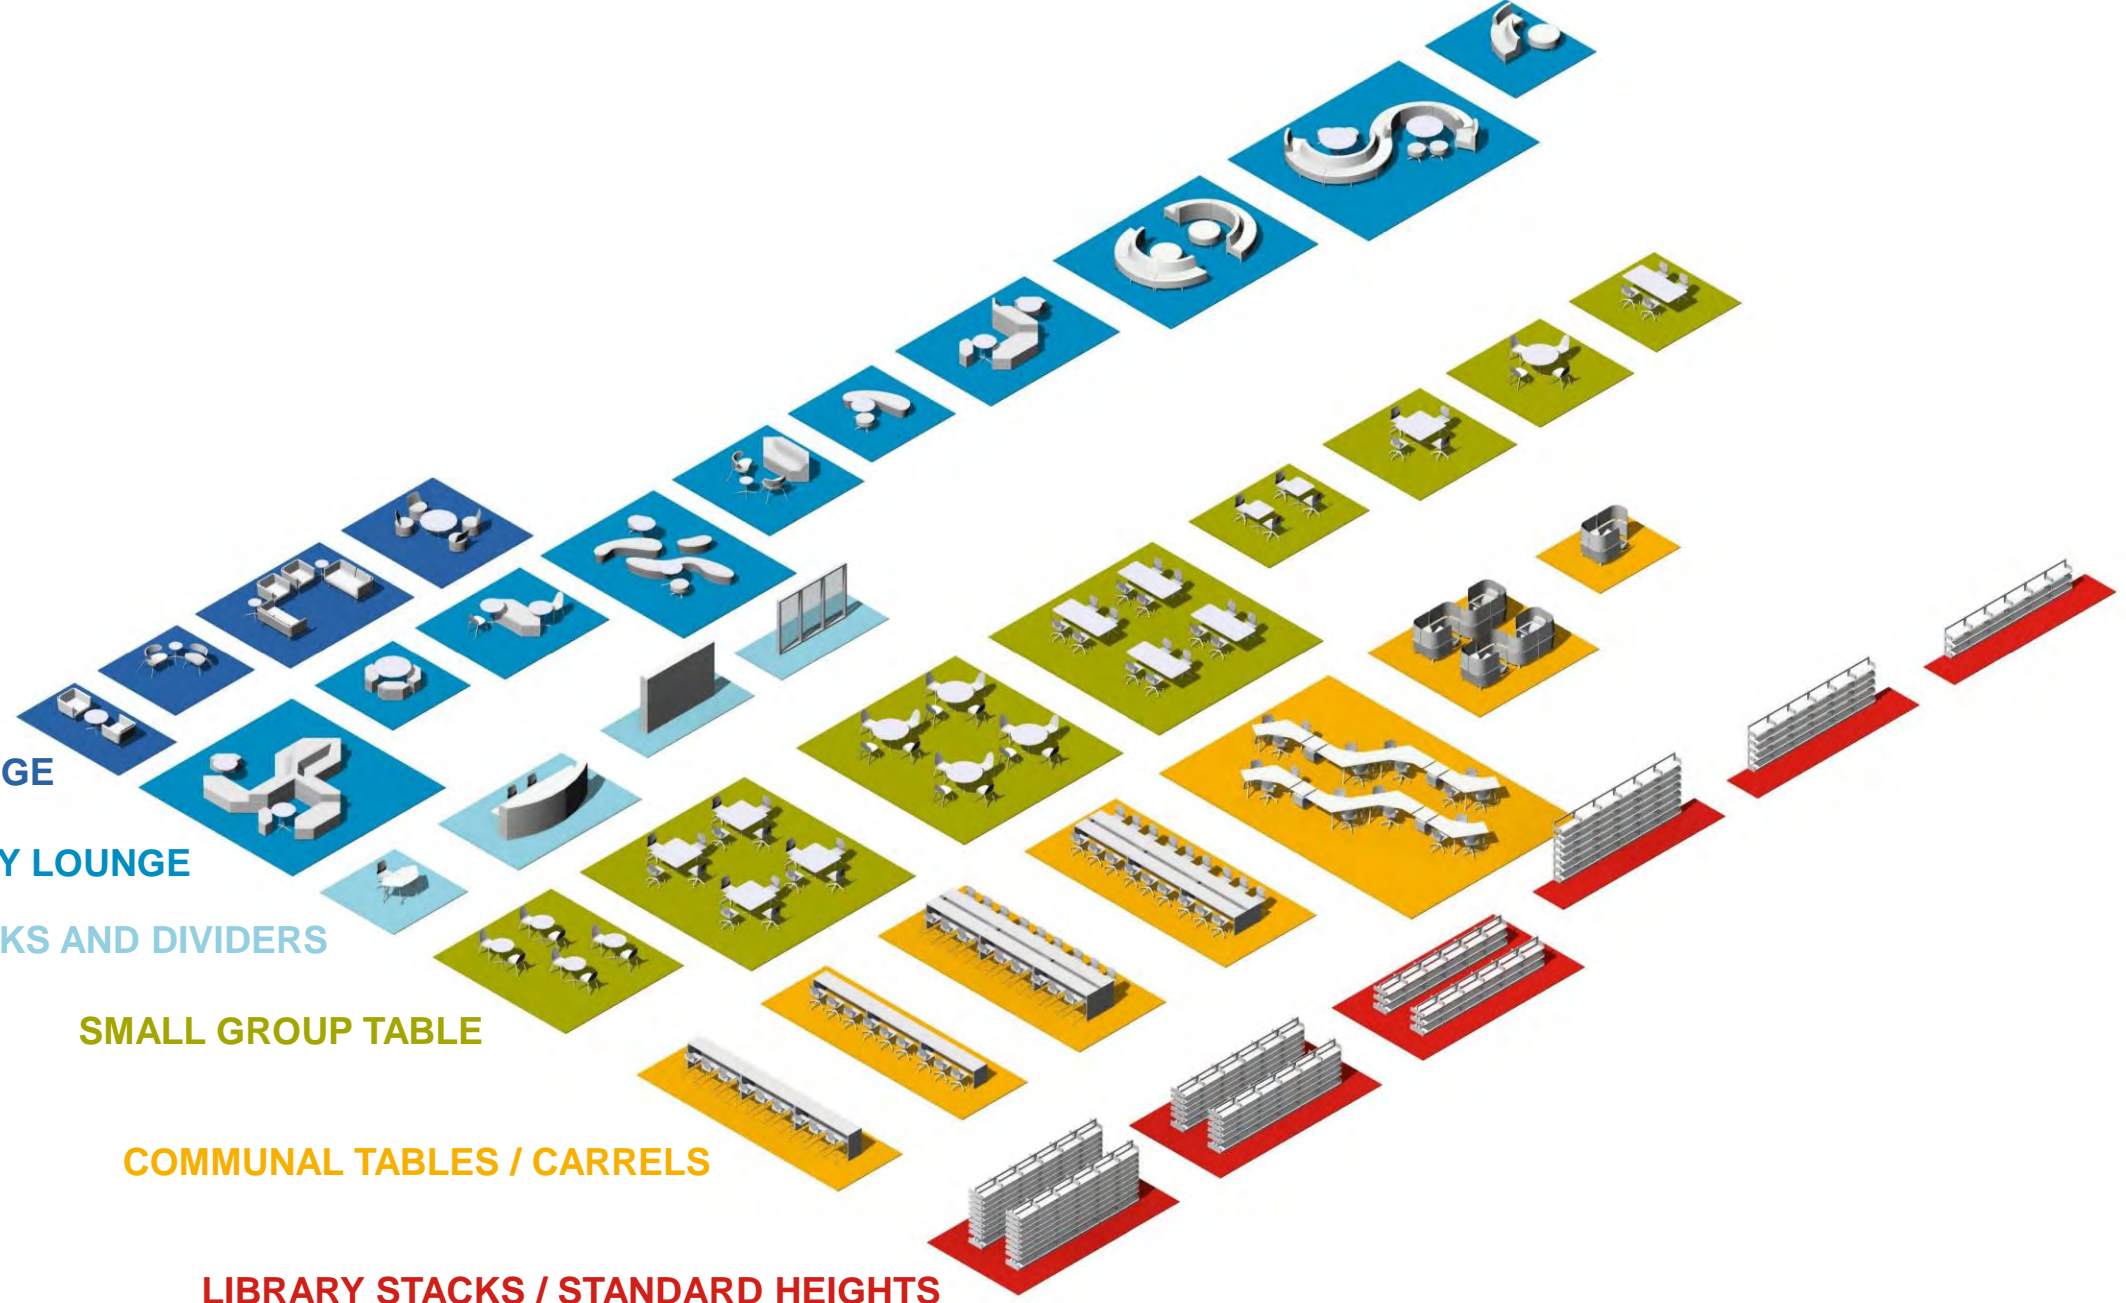 GE
Y LOUNGE
KS AND DIVIDERS
SMALL GROUP TABLE
COMMUNAL TABLES / CARRELS
LIBRARY STACKS / STANDARD HEIGHTS